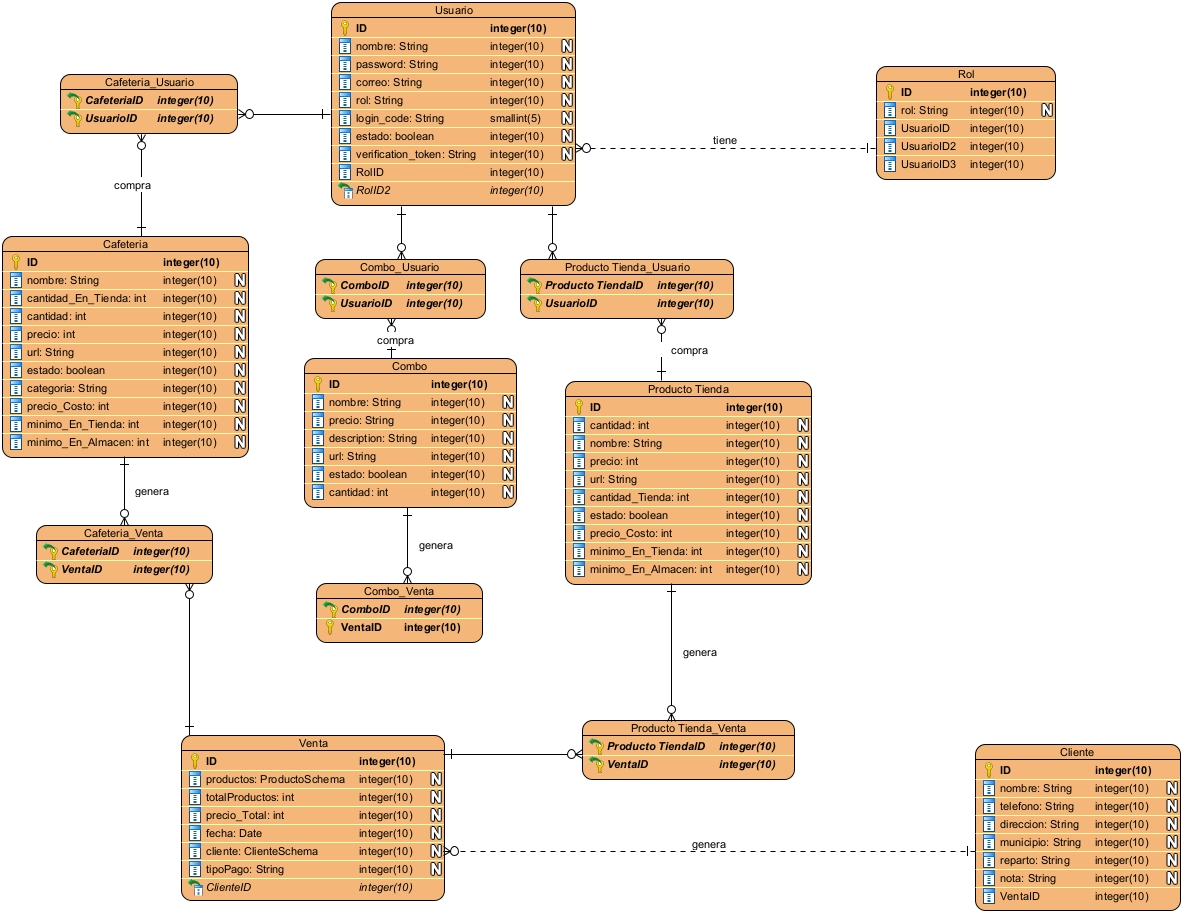 Usuario
ID integer(10)
nombre: String integer(10) N
password: String integer(10) N
correo: String integer(10) N
rol: String integer(10) N
login_code: String smallint(5) N
estado: boolean integer(10) N
verification_token: String integer(10) N
RolID integer(10)
RolID2 integer(10)
Cafeteria_Usuario
CafeteriaID integer(10)
UsuarioID integer(10)
Rol
ID integer(10)
rol: String integer(10) N
UsuarioID integer(10)
UsuarioID2 integer(10)
UsuarioID3 integer(10)
tiene
compra
Cafeteria
ID integer(10)
nombre: String integer(10) N
cantidad_En_Tienda: int integer(10) N
cantidad: int integer(10) N
precio: int integer(10) N
url: String integer(10) N
estado: boolean integer(10) N
categoria: String integer(10) N
precio_Costo: int integer(10) N
minimo_En_Tienda: int integer(10) N
minimo_En_Almacen: int integer(10) N
Combo_Usuario
ComboID integer(10)
UsuarioID integer(10)
Producto Tienda_Usuario
Producto TiendaID integer(10)
UsuarioID integer(10)
compra
compra
Combo
ID integer(10)
nombre: String integer(10) N
precio: String integer(10) N
description: String integer(10) N
url: String integer(10) N
estado: boolean integer(10) N
cantidad: int integer(10) N
Producto Tienda
ID integer(10)
cantidad: int integer(10) N
nombre: String integer(10) N
precio: int integer(10) N
url: String integer(10) N
cantidad_Tienda: int integer(10) N
estado: boolean integer(10) N
precio_Costo: int integer(10) N
minimo_En_Tienda: int integer(10) N
minimo_En_Almacen: int integer(10) N
genera
Cafeteria_Venta
CafeteriaID integer(10)
VentaID integer(10)
genera
Combo_Venta
ComboID integer(10)
VentaID integer(10)
genera
Producto Tienda_Venta
Producto TiendaID integer(10)
VentaID integer(10)
Venta
ID integer(10)
productos: ProductoSchema integer(10) N
totalProductos: int integer(10) N
precio_Total: int integer(10) N
fecha: Date integer(10) N
cliente: ClienteSchema integer(10) N
tipoPago: String integer(10) N
ClienteID integer(10)
genera
Cliente
ID integer(10)
nombre: String integer(10) N
telefono: String integer(10) N
direccion: String integer(10) N
municipio: String integer(10) N
reparto: String integer(10) N
nota: String integer(10) N
VentaID integer(10)